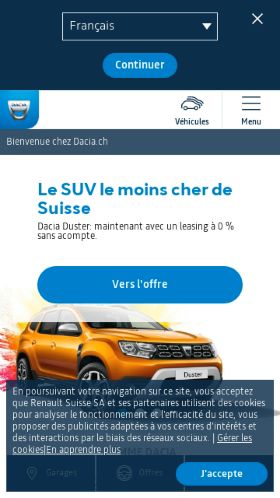 Français
Continuer
DACIA
Véhicules
Menu
Bienvenue chez Dacia.ch
Le SUV le moins cher de
Suisse
Dacia Duster: maintenant avec un leasing à 0 %
sans acompte.
Vers l'offre
Duster
En poursuivant votre navigation sur ce site, vous acceptez
que Renault Suisse SA et ses partenaires utilisent des cookies
pour analyser le fonctionnement et l'efficacité du site, vous
proposer des publicités adaptées à vos centres d'intérêts et
des interactions par le biais des réseaux sociaux. | Gérer les
cookies|En apprendre plus
Garages
Offres
J'accepte